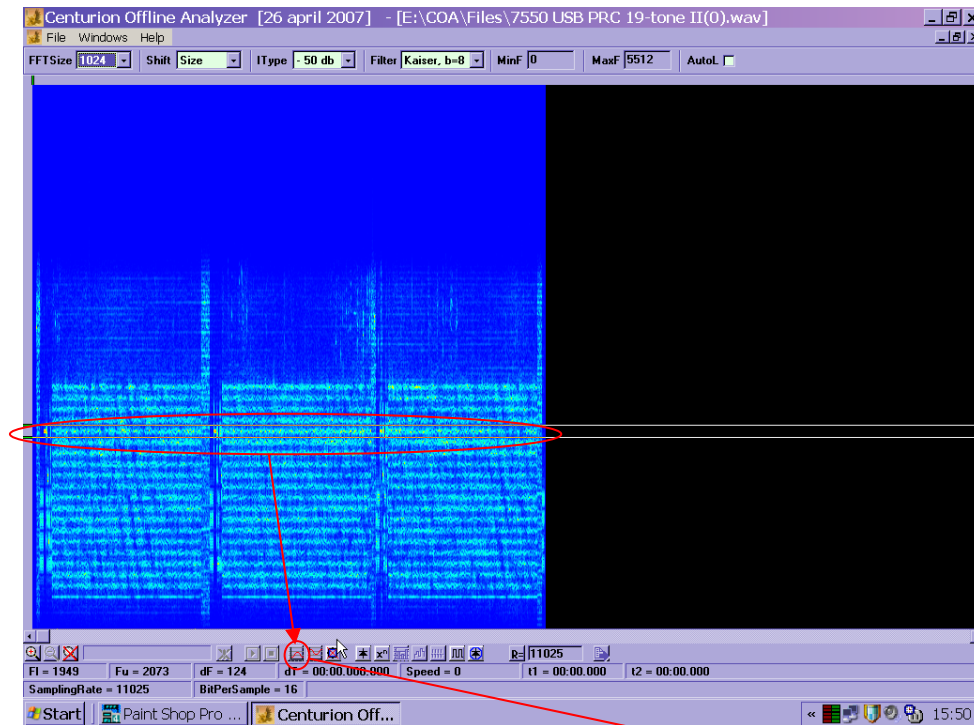 Centurion Offline Analyzer [26 april 2007] - [E:\COA\Files\7550 USB PRC 19-tone II(0).wav]
File Windows Help
FFTSize 1024 Shift Size IType - 50 db Filter Kaiser, b=8 MinF 0 MaxF 5512 AutoL
R= 11025
Fl = 1949 Fu = 2073 dF = 124 dT = 00:00.000.000 Speed = 0 t1 = 00:00.000 t2 = 00:00.000
SamplingRate = 11025 BitPerSample = 16
Start Paint Shop Pro ... Centurion Off... « 15:50